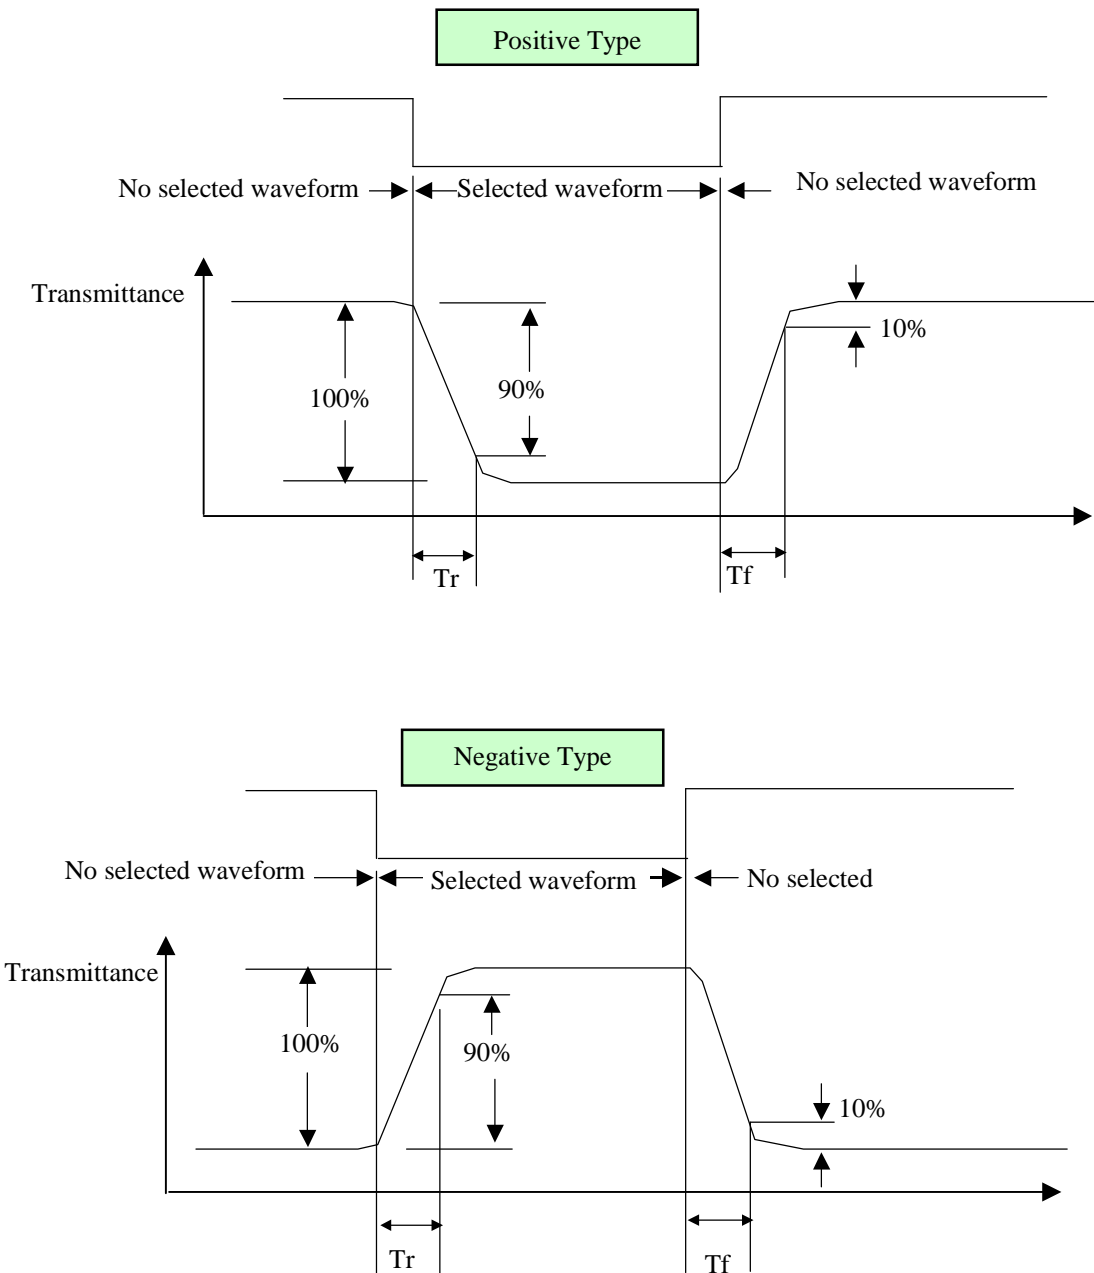 Positive Type
No selected waveform
Selected waveform
No selected waveform
Transmittance
10%
90%
100%
Tr
Tf
Negative Type
No selected waveform
Selected waveform
No selected
Transmittance
100%
90%
10%
Tr
Tf